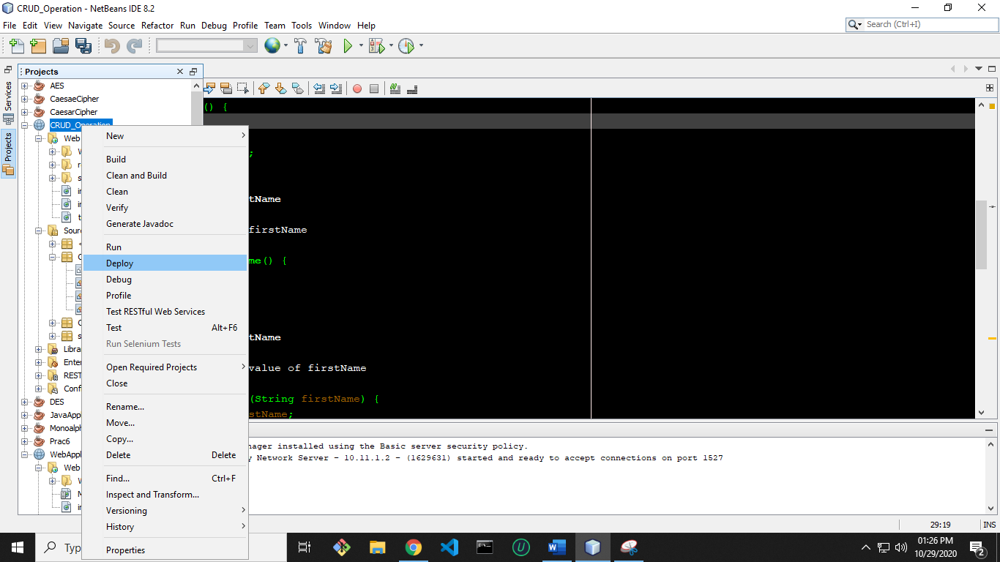 CRUD_Operation - NetBeans IDE 8.2
File Edit View Navigate Source Refactor Run Debug Profile Team Tools Window Help
Search (Ctrl+I)
Projects
Services
Projects
AES
CaesaeCipher
CaesarCipher
CRUD_Operation
Web
Sour
Libra
Enter
REST
Conf
DES
JavaAppl
Monoalph
Prac6
WebAppl
Web
New
Build
Clean and Build
Clean
Verify
Generate Javadoc
Run
Deploy
Debug
Profile
Test RESTful Web Services
Test Alt+F6
Run Selenium Tests
Open Required Projects
Close
Rename...
Move...
Copy...
Delete Delete
Find... Ctrl+F
Inspect and Transform...
Versioning
History
Properties
() {
;
tName
firstName
me() {
tName
value of firstName
(String firstName) {
stName;
nager installed using the Basic server security policy.
y Network Server - 10.11.1.2 - (1629631) started and ready to accept connections on port 1527
29:19 INS
Typ
01:26 PM
10/29/2020
2